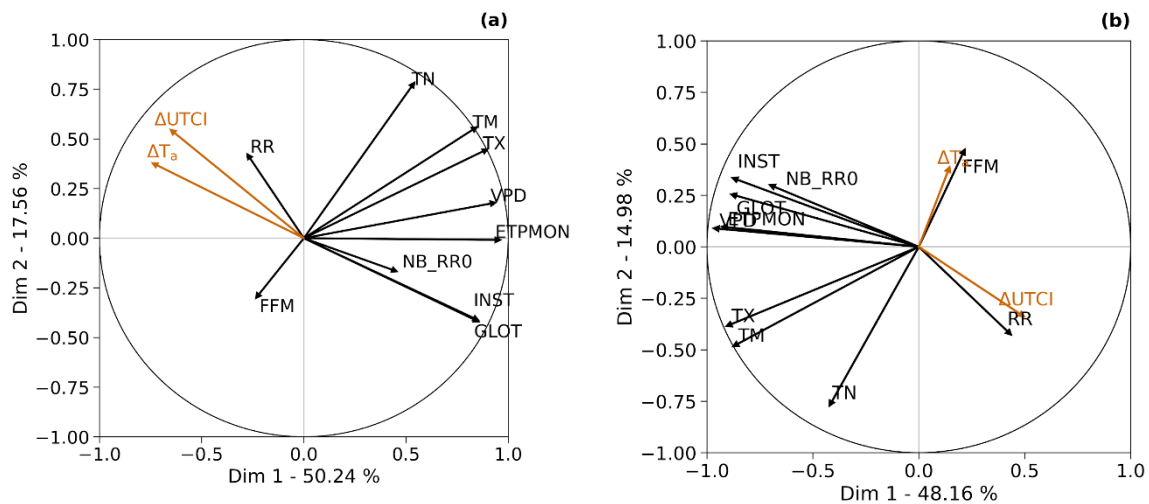 (a)
1.00
0.75
0.50
0.25
0.00
−0.25
−0.50
−0.75
−1.00
Dim 2 - 17.56 %
TN
ΔUTCI
TM
RR
TX
ΔTₐ
VPD
ETPMON
NB_RR0
INST
FFM
GLOT
−1.0
−0.5
0.0
0.5
1.0
Dim 1 - 50.24 %
(b)
1.00
0.75
0.50
0.25
0.00
−0.25
−0.50
−0.75
−1.00
Dim 2 - 14.98 %
INST
ΔTₐ
FFM
NB_RR0
GLOT
VPD
ETPMON
ΔUTCI
TX
RR
TM
TN
−1.0
−0.5
0.0
0.5
1.0
Dim 1 - 48.16 %